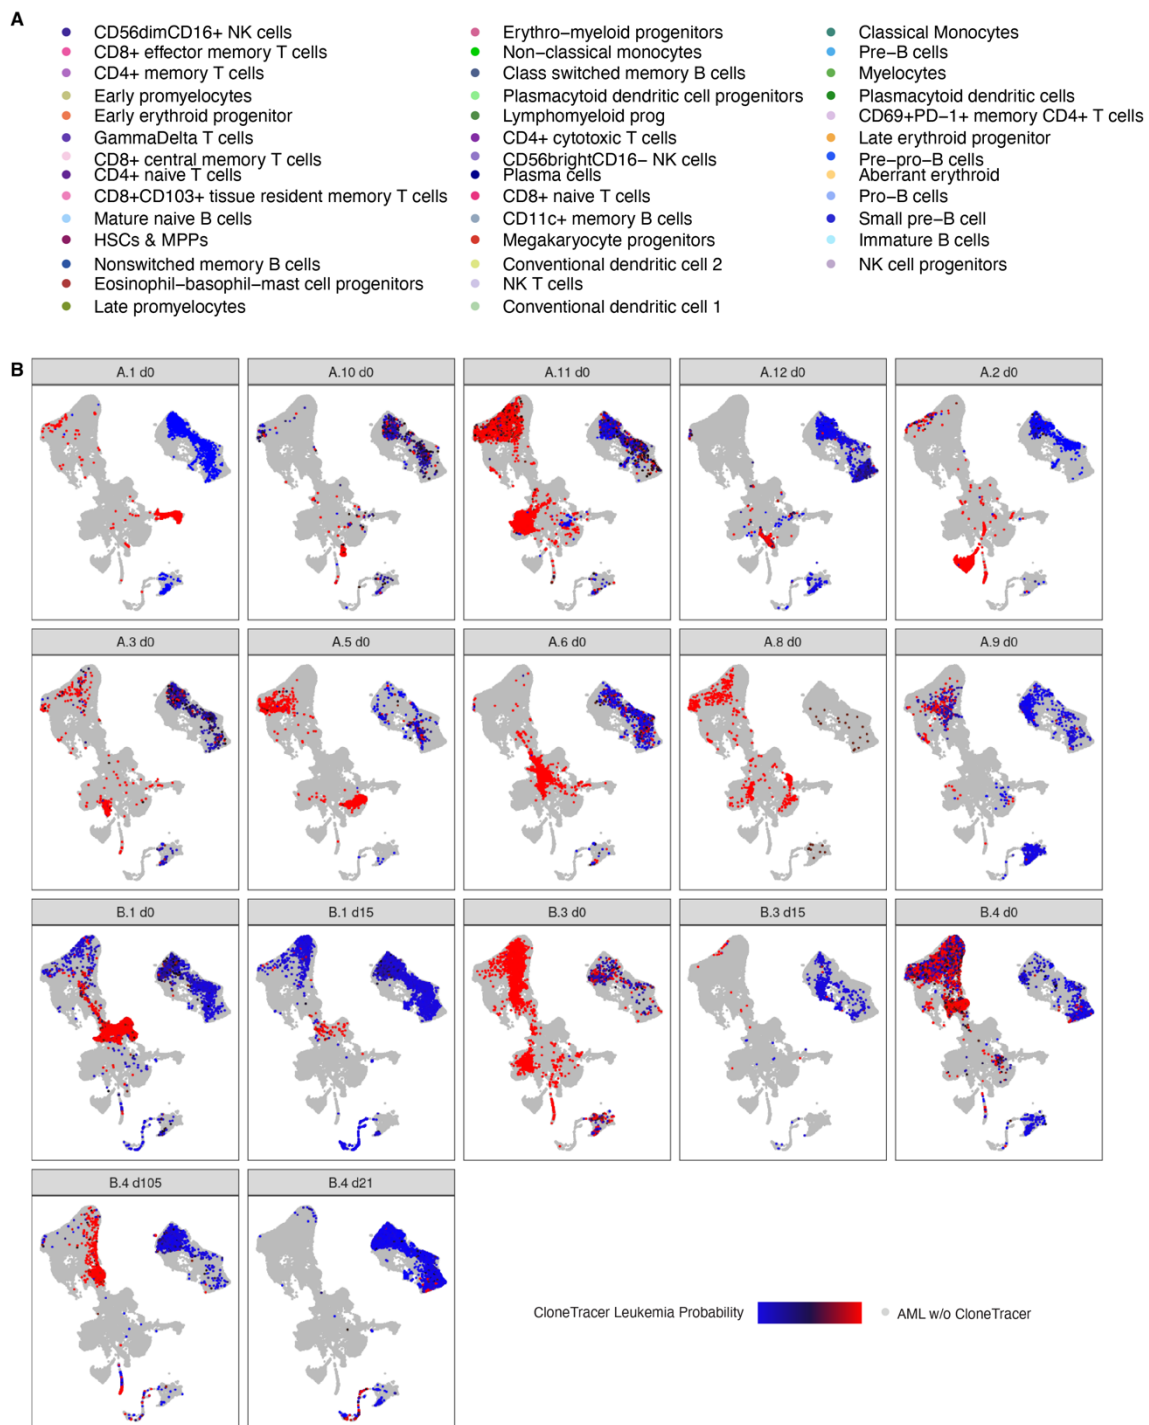 A
CD56dimCD16+ NK cells
CD8+ effector memory T cells
CD4+ memory T cells
Early promyelocytes
Early erythroid progenitor
GammaDelta T cells
CD8+ central memory T cells
CD4+ naive T cells
CD8+CD103+ tissue resident memory T cells
Mature naive B cells
HSCs & MPPs
Nonswitched memory B cells
Eosinophil−basophil−mast cell progenitors
Late promyelocytes
Erythro−myeloid progenitors
Non−classical monocytes
Class switched memory B cells
Plasmacytoid dendritic cell progenitors
Lymphomyeloid prog
CD4+ cytotoxic T cells
CD56brightCD16− NK cells
Plasma cells
CD8+ naive T cells
CD11c+ memory B cells
Megakaryocyte progenitors
Conventional dendritic cell 2
NK T cells
Conventional dendritic cell 1
Classical Monocytes
Pre−B cells
Myelocytes
Plasmacytoid dendritic cells
CD69+PD−1+ memory CD4+ T cells
Late erythroid progenitor
Pre−pro−B cells
Aberrant erythroid
Pro−B cells
Small pre−B cell
Immature B cells
NK cell progenitors
B
A.1 d0
A.10 d0
A.11 d0
A.12 d0
A.2 d0
A.3 d0
A.5 d0
A.6 d0
A.8 d0
A.9 d0
B.1 d0
B.1 d15
B.3 d0
B.3 d15
B.4 d0
B.4 d105
B.4 d21
CloneTracer Leukemia Probability
AML w/o CloneTracer